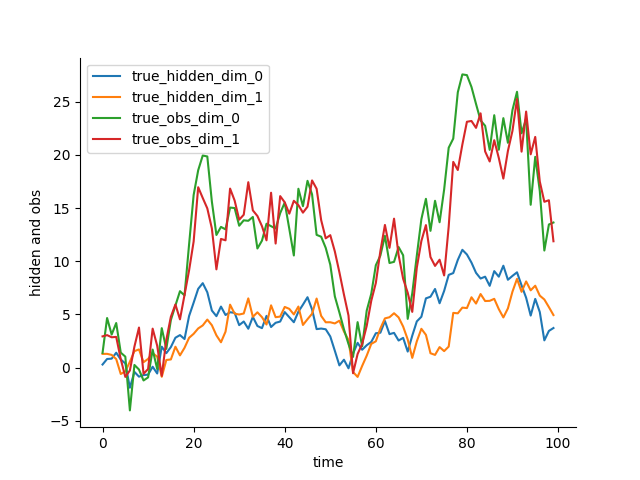 true_hidden_dim_0
true_hidden_dim_1
true_obs_dim_0
true_obs_dim_1
25
20
15
10
5
0
−5
hidden and obs
0 20 40 60 80 100
time